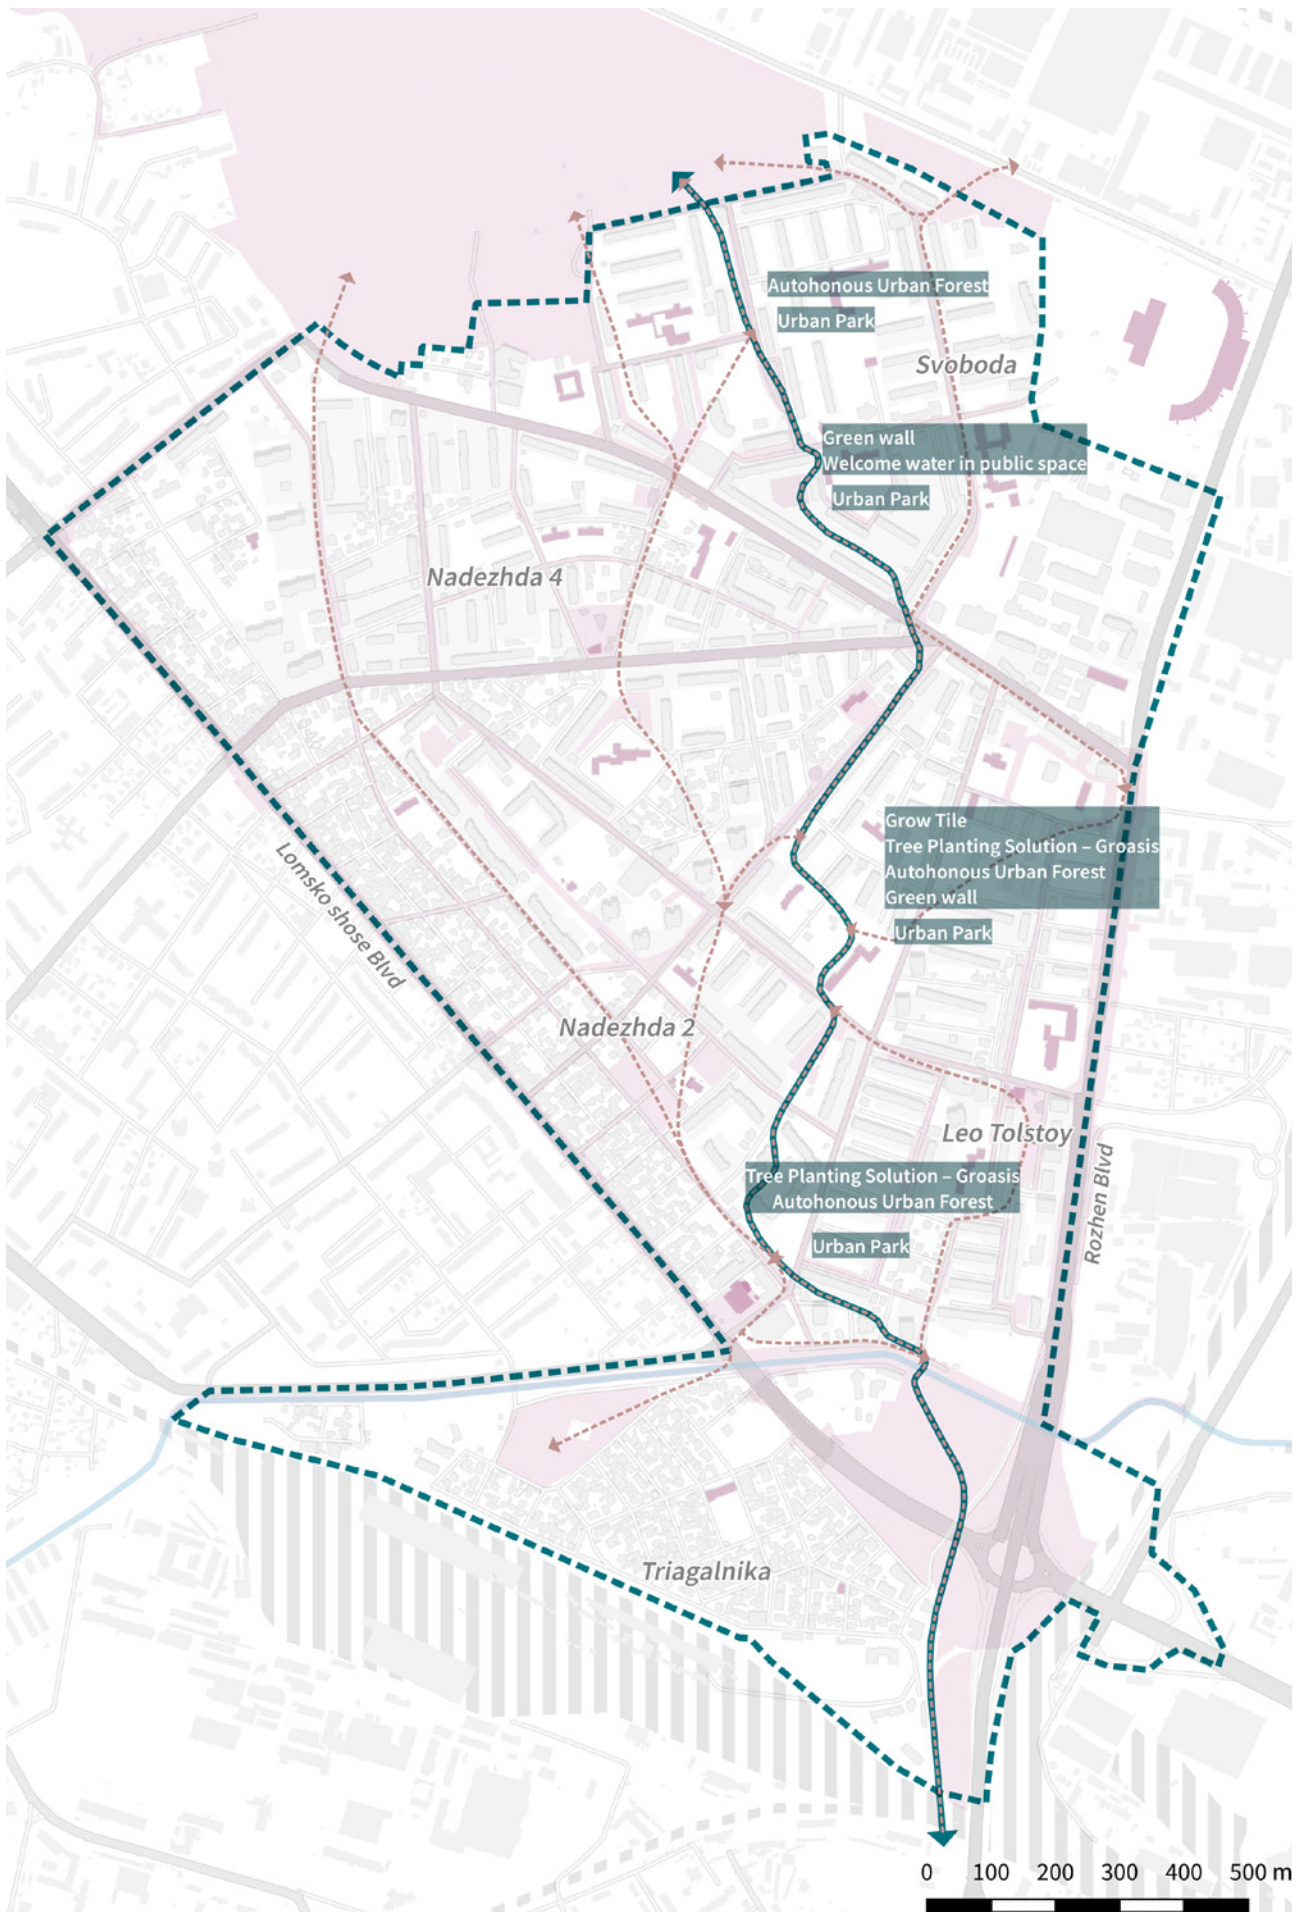 Autohonous Urban Forest
Urban Park
Svoboda
Green wall
Welcome water in public space
Urban Park
Nadezhda 4
Grow Tile
Tree Planting Solution – Groasis
Autohonous Urban Forest
Green wall
Urban Park
Lomsko shose Blvd
Nadezhda 2
Leo Tolstoy
Rozhen Blvd
Tree Planting Solution – Groasis
Autohonous Urban Forest
Urban Park
Triagalnika
0 100 200 300 400 500 m